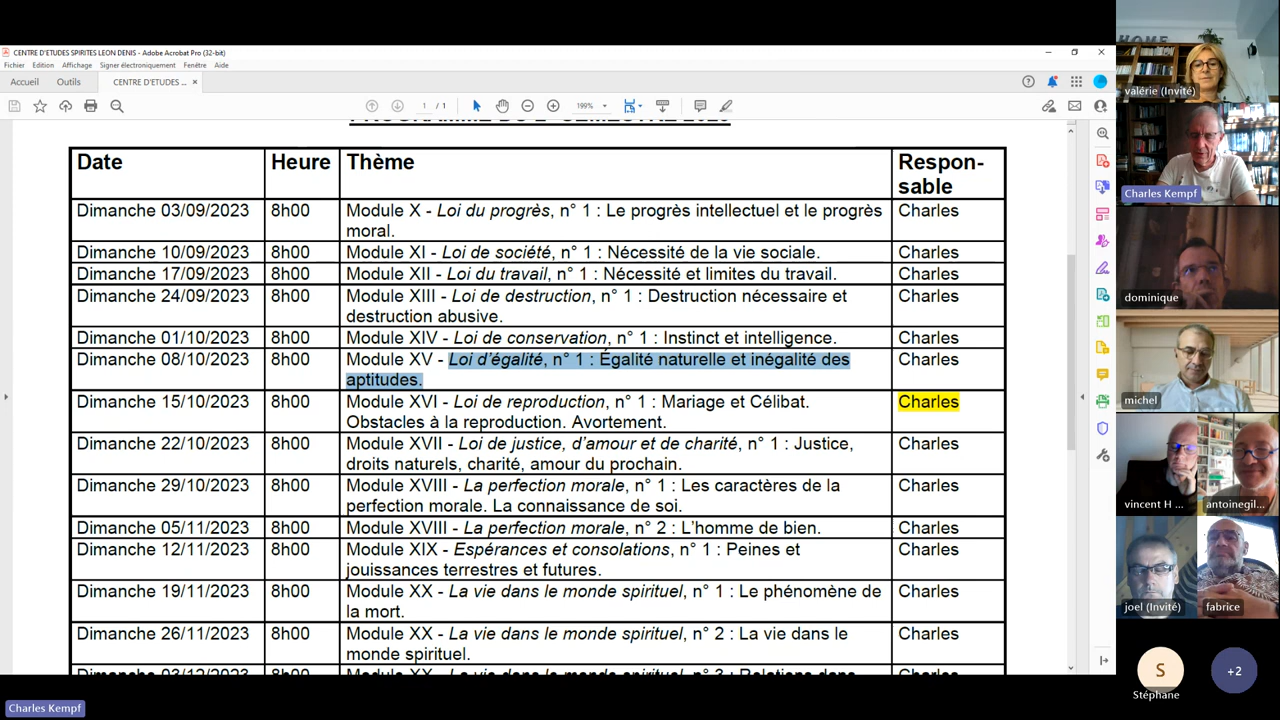 CENTRE D'ETUDES SPIRITES LEON DENIS - Adobe Acrobat Pro (32-bit)
Fichier Edition Affichage Signer électroniquement Fenêtre Aide
Accueil Outils CENTRE D'ETUDES ... ×
1 / 1 199%
Date Heure Thème Respon-
sable
Dimanche 03/09/2023 8h00 Module X - Loi du progrès, n° 1 : Le progrès intellectuel et le progrès Charles
moral.
Dimanche 10/09/2023 8h00 Module XI - Loi de société, n° 1 : Nécessité de la vie sociale. Charles
Dimanche 17/09/2023 8h00 Module XII - Loi du travail, n° 1 : Nécessité et limites du travail. Charles
Dimanche 24/09/2023 8h00 Module XIII - Loi de destruction, n° 1 : Destruction nécessaire et Charles
destruction abusive.
Dimanche 01/10/2023 8h00 Module XIV - Loi de conservation, n° 1 : Instinct et intelligence. Charles
Dimanche 08/10/2023 8h00 Module XV - Loi d'égalité, n° 1 : Égalité naturelle et inégalité des Charles
aptitudes.
Dimanche 15/10/2023 8h00 Module XVI - Loi de reproduction, n° 1 : Mariage et Célibat. Charles
Obstacles à la reproduction. Avortement.
Dimanche 22/10/2023 8h00 Module XVII - Loi de justice, d'amour et de charité, n° 1 : Justice, Charles
droits naturels, charité, amour du prochain.
Dimanche 29/10/2023 8h00 Module XVIII - La perfection morale, n° 1 : Les caractères de la Charles
perfection morale. La connaissance de soi.
Dimanche 05/11/2023 8h00 Module XVIII - La perfection morale, n° 2 : L'homme de bien. Charles
Dimanche 12/11/2023 8h00 Module XIX - Espérances et consolations, n° 1 : Peines et Charles
jouissances terrestres et futures.
Dimanche 19/11/2023 8h00 Module XX - La vie dans le monde spirituel, n° 1 : Le phénomène de Charles
la mort.
Dimanche 26/11/2023 8h00 Module XX - La vie dans le monde spirituel, n° 2 : La vie dans le Charles
monde spirituel.
HOME
valérie (Invité)
Charles Kempf
dominique
michel
vincent H ... antoinegil...
joel (Invité) fabrice
S +2
Stéphane
Charles Kempf